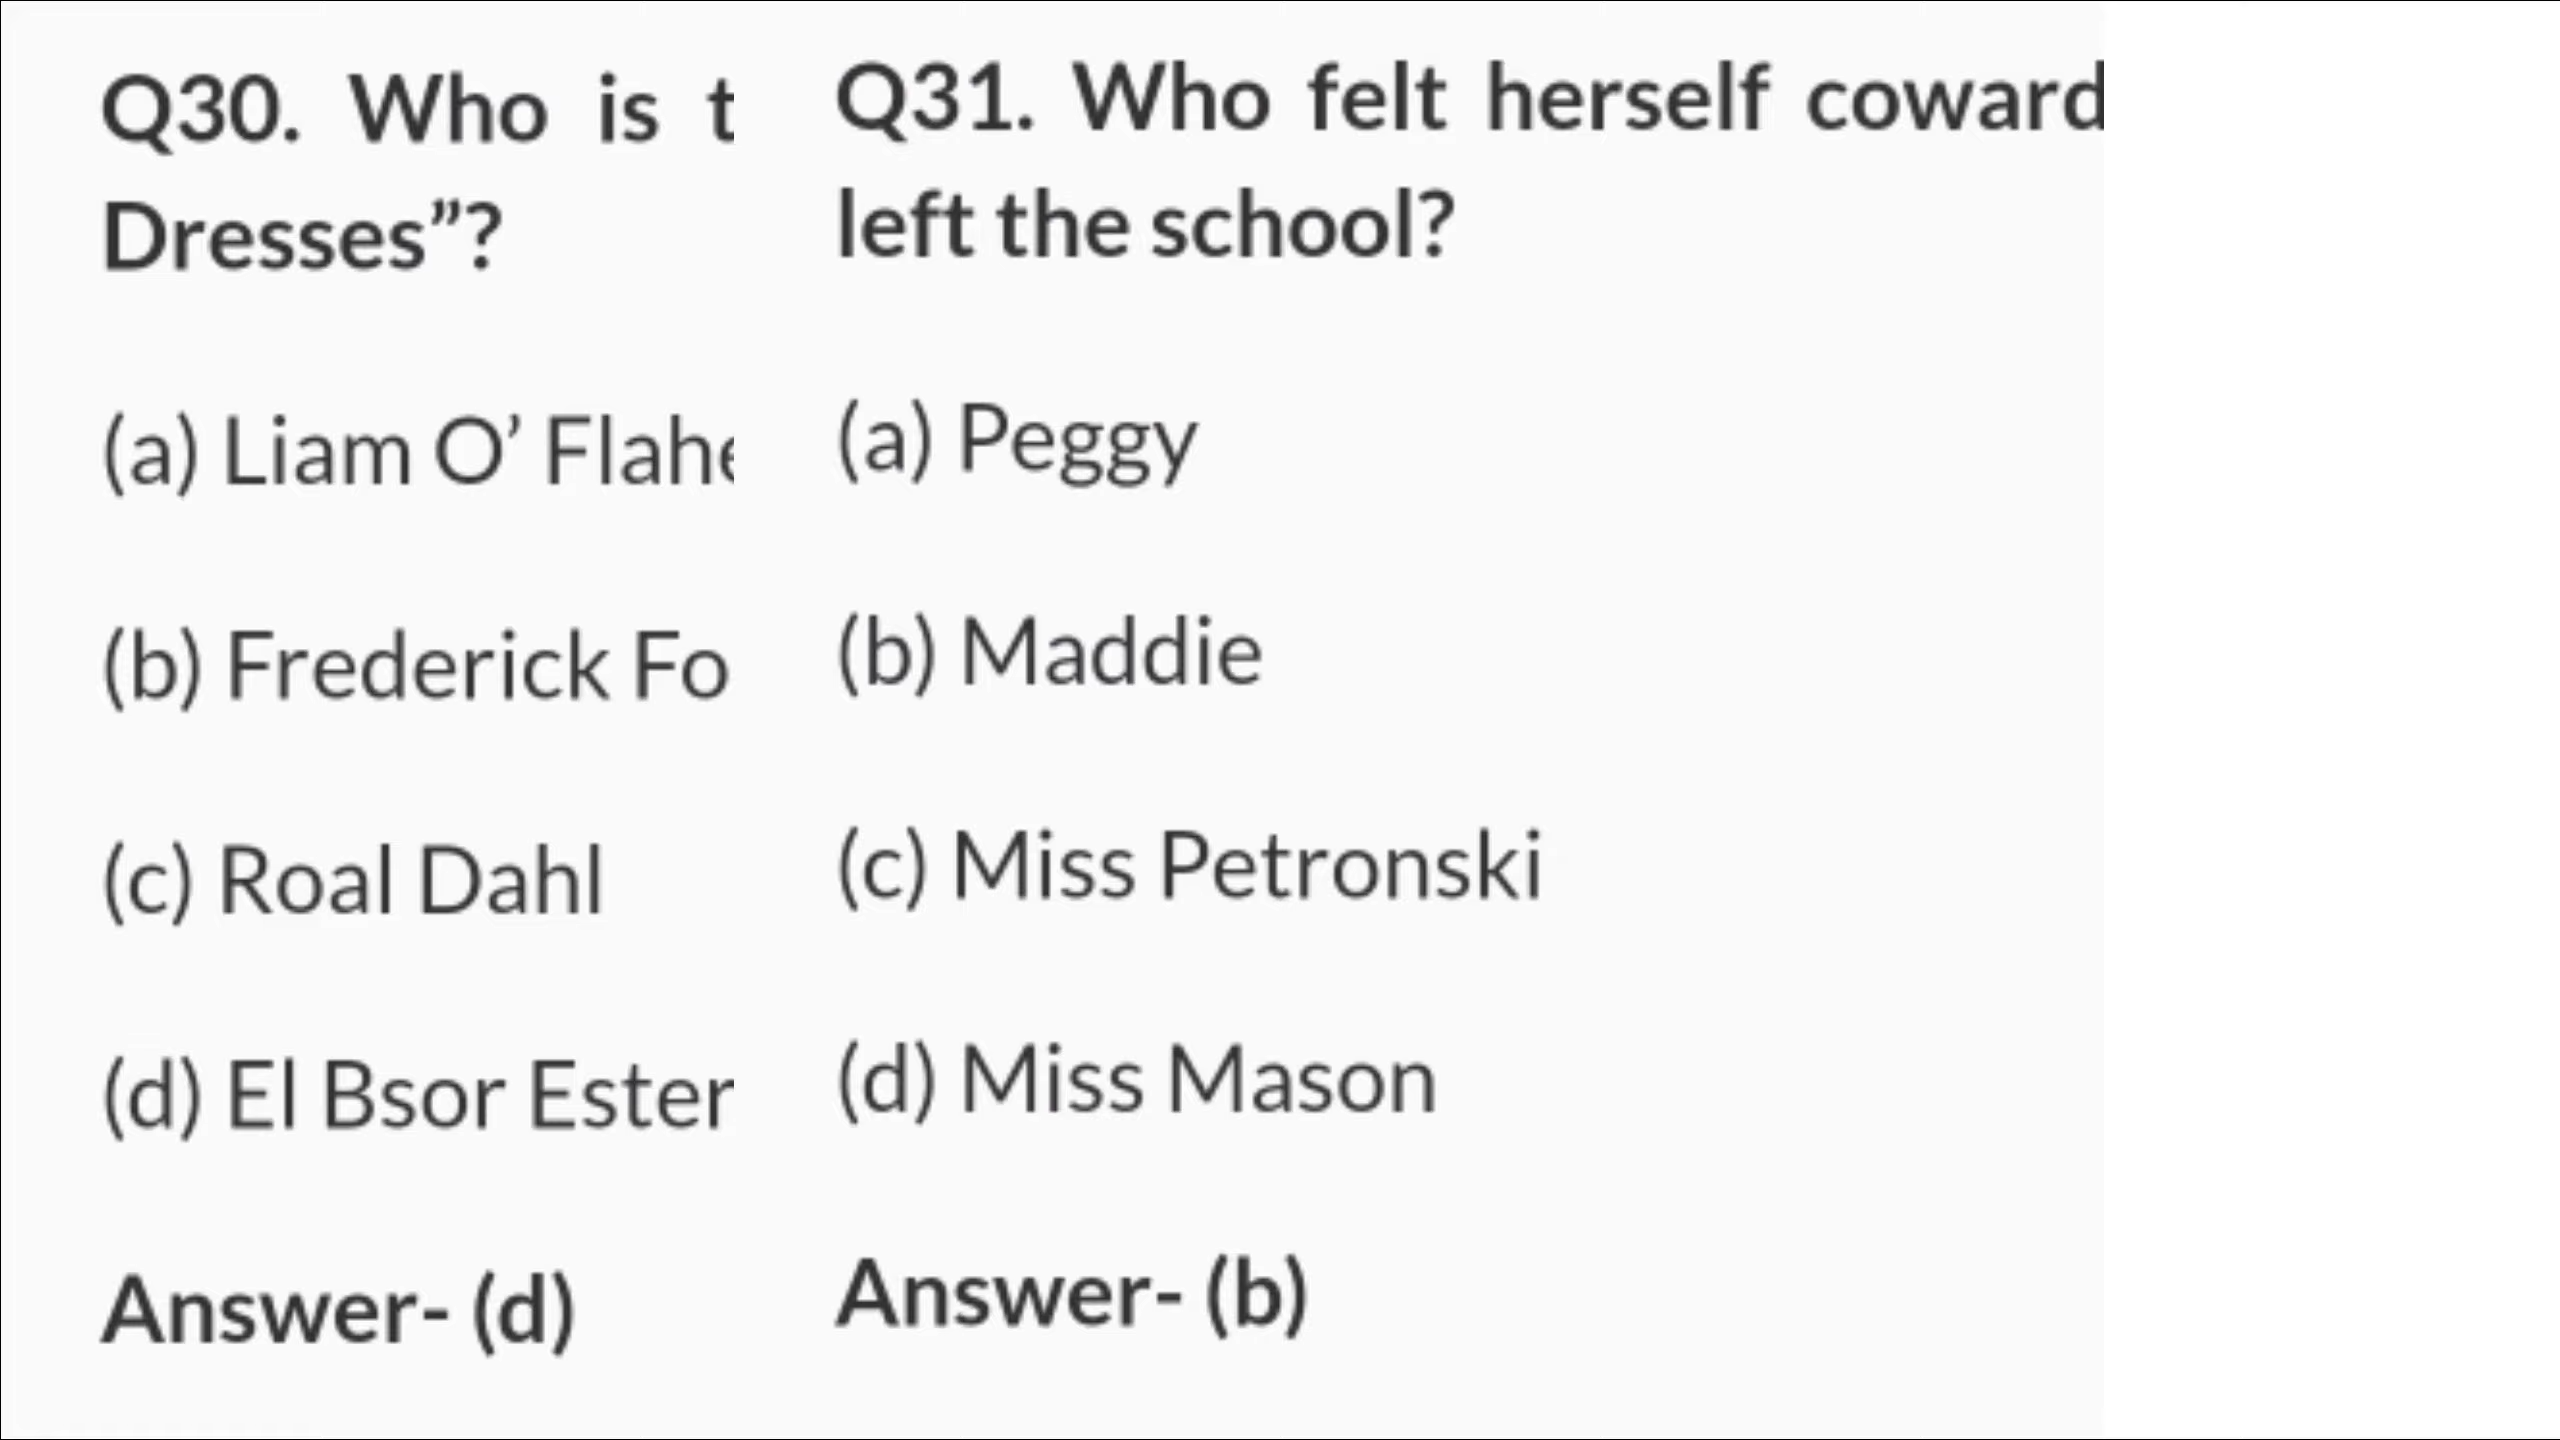 Q30. Who is t
Dresses”?
(a) Liam O’ Flahe
(b) Frederick Fo
(c) Roal Dahl
(d) El Bsor Ester
Answer- (d)
Q31. Who felt herself coward
left the school?
(a) Peggy
(b) Maddie
(c) Miss Petronski
(d) Miss Mason
Answer- (b)